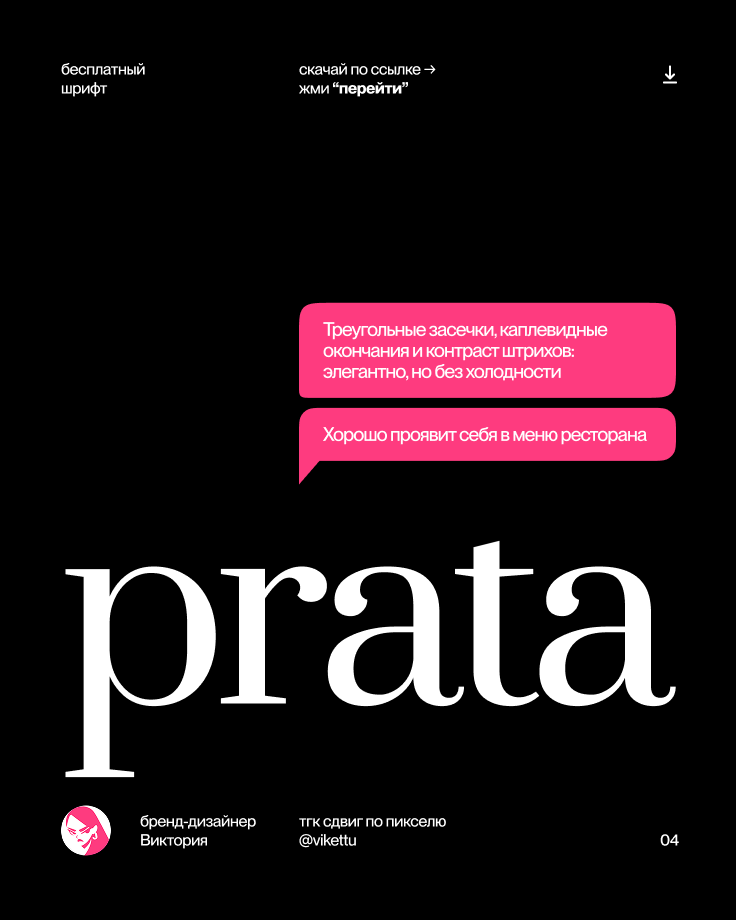 бесплатный
шрифт
скачай по ссылке →
жми “перейти”
Треугольные засечки, каплевидные
окончания и контраст штрихов:
элегантно, но без холодности
Хорошо проявит себя в меню ресторана
prata
бренд-дизайнер
Виктория
тгк сдвиг по пикселю
@vikettu
04